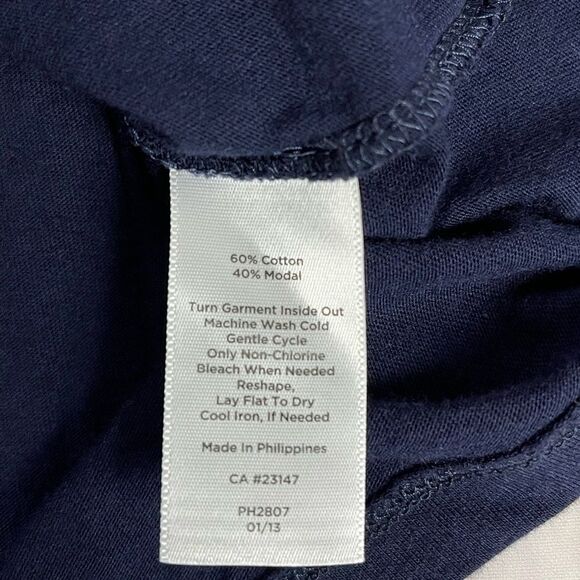 60% Cotton
40% Modal
Turn Garment Inside Out
Machine Wash Cold
Gentle Cycle
Only Non-Chlorine
Bleach When Needed
Reshape,
Lay Flat To Dry
Cool Iron, If Needed
Made In Philippines
CA #23147
PH2807
01/13